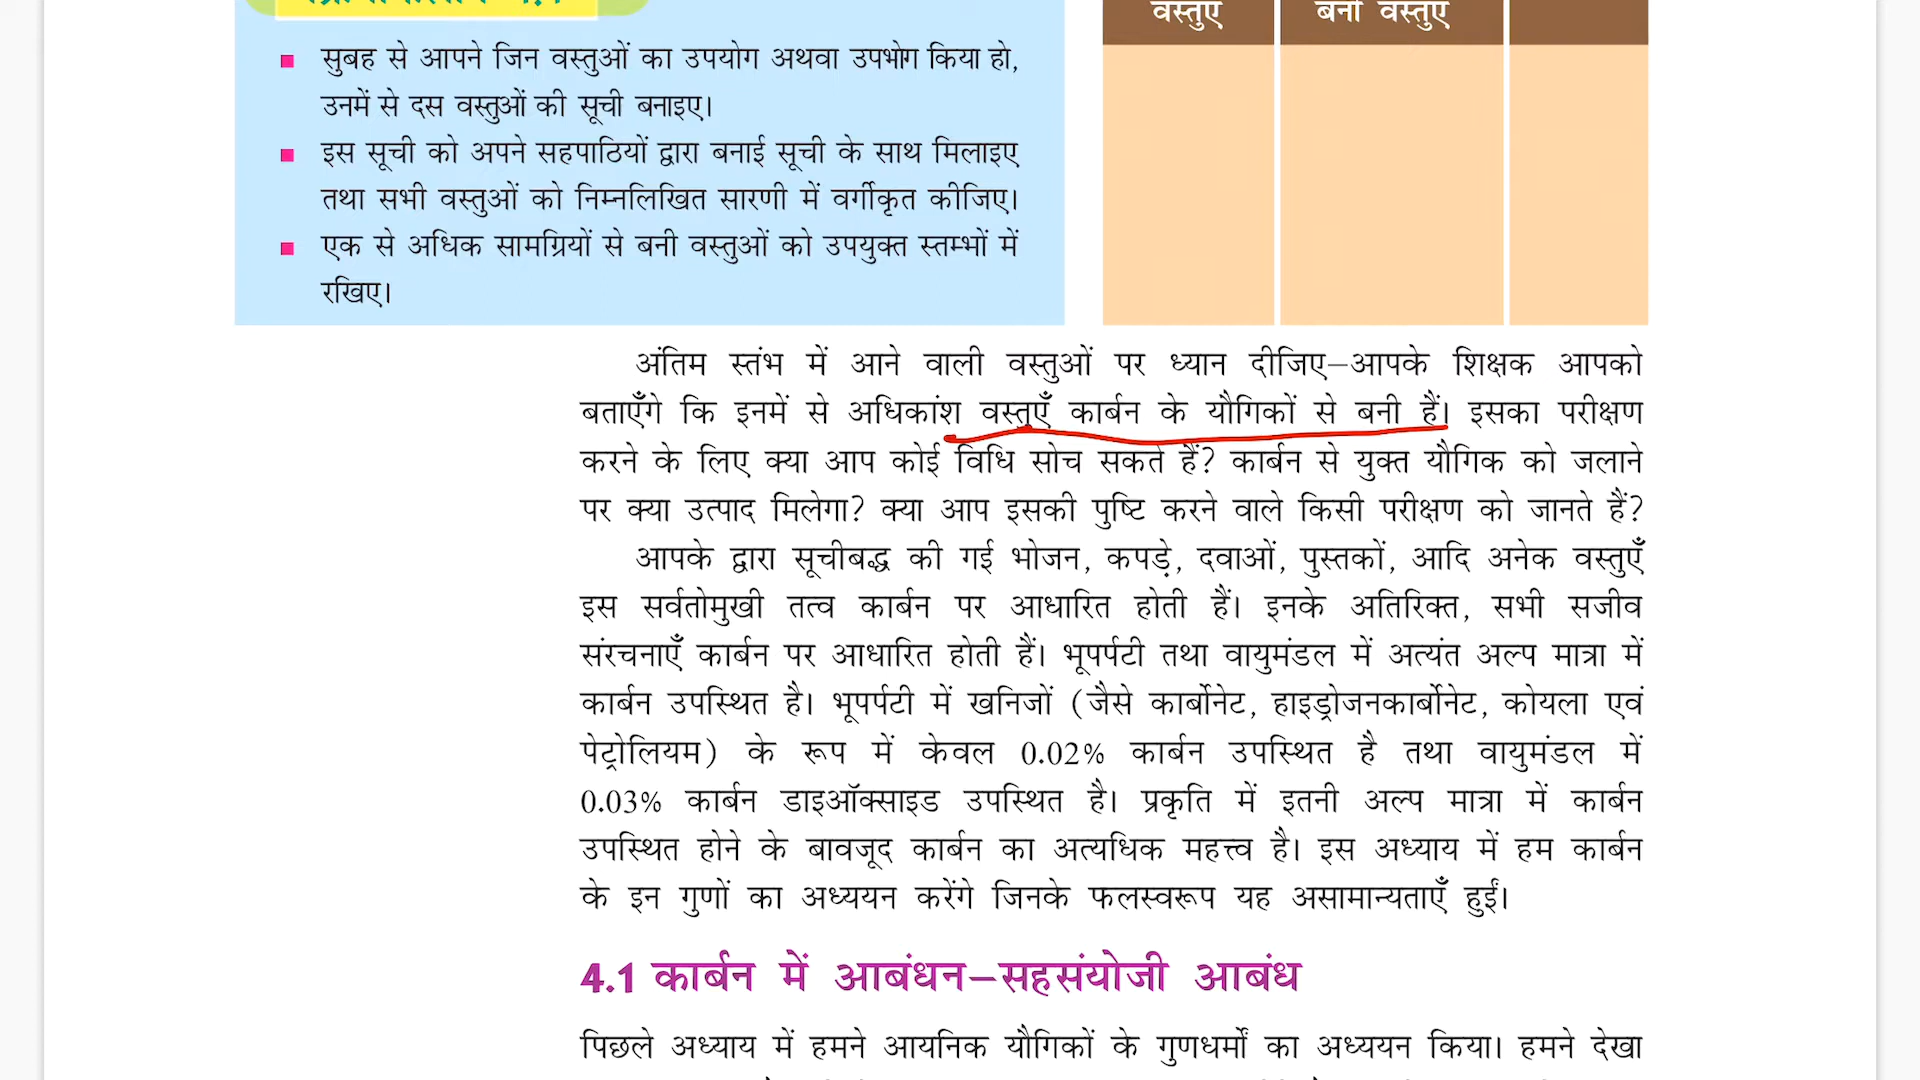 वस्तुएँ
बनी वस्तुएँ
सुबह से आपने जिन वस्तुओं का उपयोग अथवा उपभोग किया हो,
उनमें से दस वस्तुओं की सूची बनाइए।
इस सूची को अपने सहपाठियों द्वारा बनाई सूची के साथ मिलाइए
तथा सभी वस्तुओं को निम्नलिखित सारणी में वर्गीकृत कीजिए।
एक से अधिक सामग्रियों से बनी वस्तुओं को उपयुक्त स्तम्भों में
रखिए।
अंतिम स्तंभ में आने वाली वस्तुओं पर ध्यान दीजिए–आपके शिक्षक आपको
बताएँगे कि इनमें से अधिकांश वस्तुएँ कार्बन के यौगिकों से बनी हैं। इसका परीक्षण
करने के लिए क्या आप कोई विधि सोच सकते हैं? कार्बन से युक्त यौगिक को जलाने
पर क्या उत्पाद मिलेगा? क्या आप इसकी पुष्टि करने वाले किसी परीक्षण को जानते हैं?
आपके द्वारा सूचीबद्ध की गई भोजन, कपड़े, दवाओं, पुस्तकों, आदि अनेक वस्तुएँ
इस सर्वतोमुखी तत्व कार्बन पर आधारित होती हैं। इनके अतिरिक्त, सभी सजीव
संरचनाएँ कार्बन पर आधारित होती हैं। भूपर्पटी तथा वायुमंडल में अत्यंत अल्प मात्रा में
कार्बन उपस्थित है। भूपर्पटी में खनिजों (जैसे कार्बोनेट, हाइड्रोजनकार्बोनेट, कोयला एवं
पेट्रोलियम) के रूप में केवल 0.02% कार्बन उपस्थित है तथा वायुमंडल में
0.03% कार्बन डाइऑक्साइड उपस्थित है। प्रकृति में इतनी अल्प मात्रा में कार्बन
उपस्थित होने के बावजूद कार्बन का अत्यधिक महत्त्व है। इस अध्याय में हम कार्बन
के इन गुणों का अध्ययन करेंगे जिनके फलस्वरूप यह असामान्यताएँ हुईं।
4.1 कार्बन में आबंधन–सहसंयोजी आबंध
पिछले अध्याय में हमने आयनिक यौगिकों के गुणधर्मों का अध्ययन किया। हमने देखा